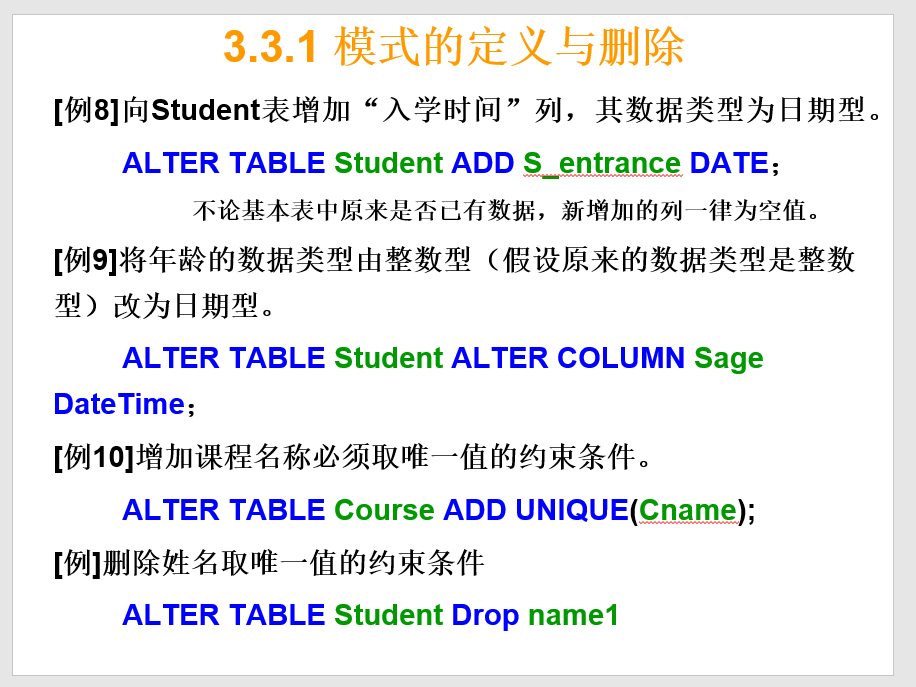 3.3.1 模式的定义与删除
[例8]向Student表增加“入学时间”列，其数据类型为日期型。
ALTER TABLE Student ADD S_entrance DATE；
不论基本表中原来是否已有数据，新增加的列一律为空值。
[例9]将年龄的数据类型由整数型（假设原来的数据类型是整数
型）改为日期型。
ALTER TABLE Student ALTER COLUMN Sage
DateTime；
[例10]增加课程名称必须取唯一值的约束条件。
ALTER TABLE Course ADD UNIQUE(Cname);
[例]删除姓名取唯一值的约束条件
ALTER TABLE Student Drop name1